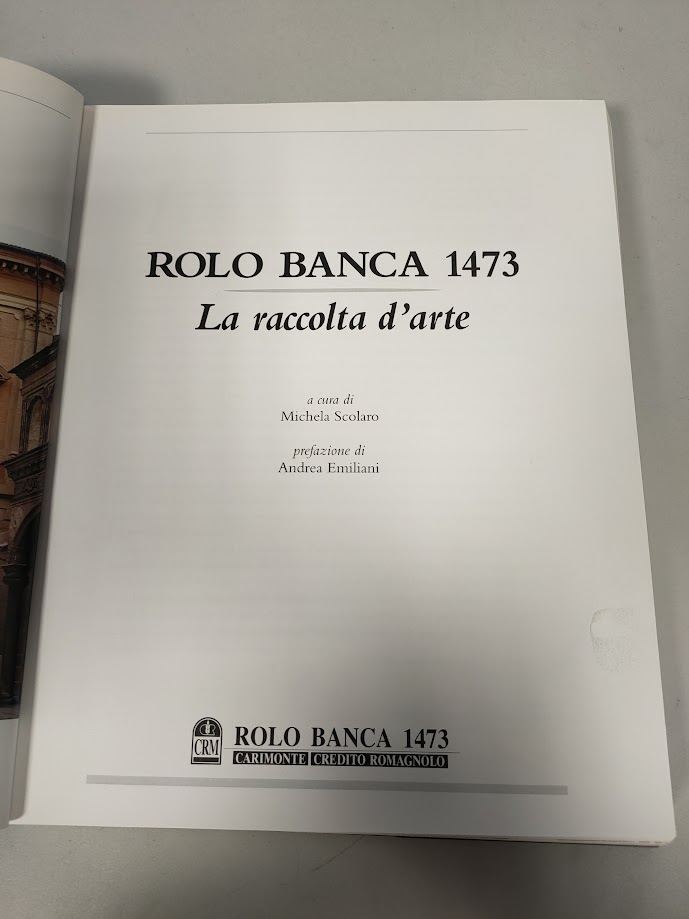 ROLO BANCA 1473
La raccolta d'arte
a cura di
Michela Scolaro
prefazione di
Andrea Emiliani
CRM
ROLO BANCA 1473
CARIMONTE CREDITO ROMAGNOLO